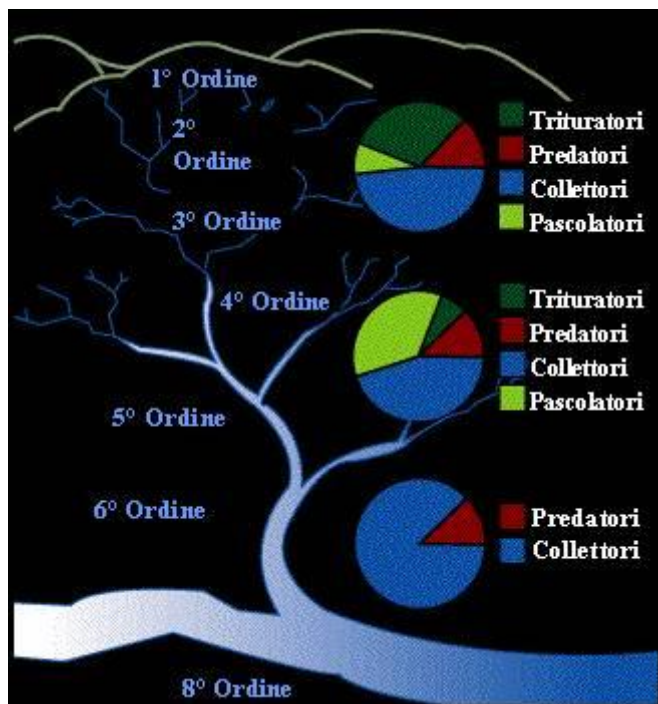 1° Ordine
2°
Ordine
3° Ordine
4° Ordine
5° Ordine
6° Ordine
8° Ordine
Trituratori
Predatori
Collettori
Pascolatori
Trituratori
Predatori
Collettori
Pascolatori
Predatori
Collettori